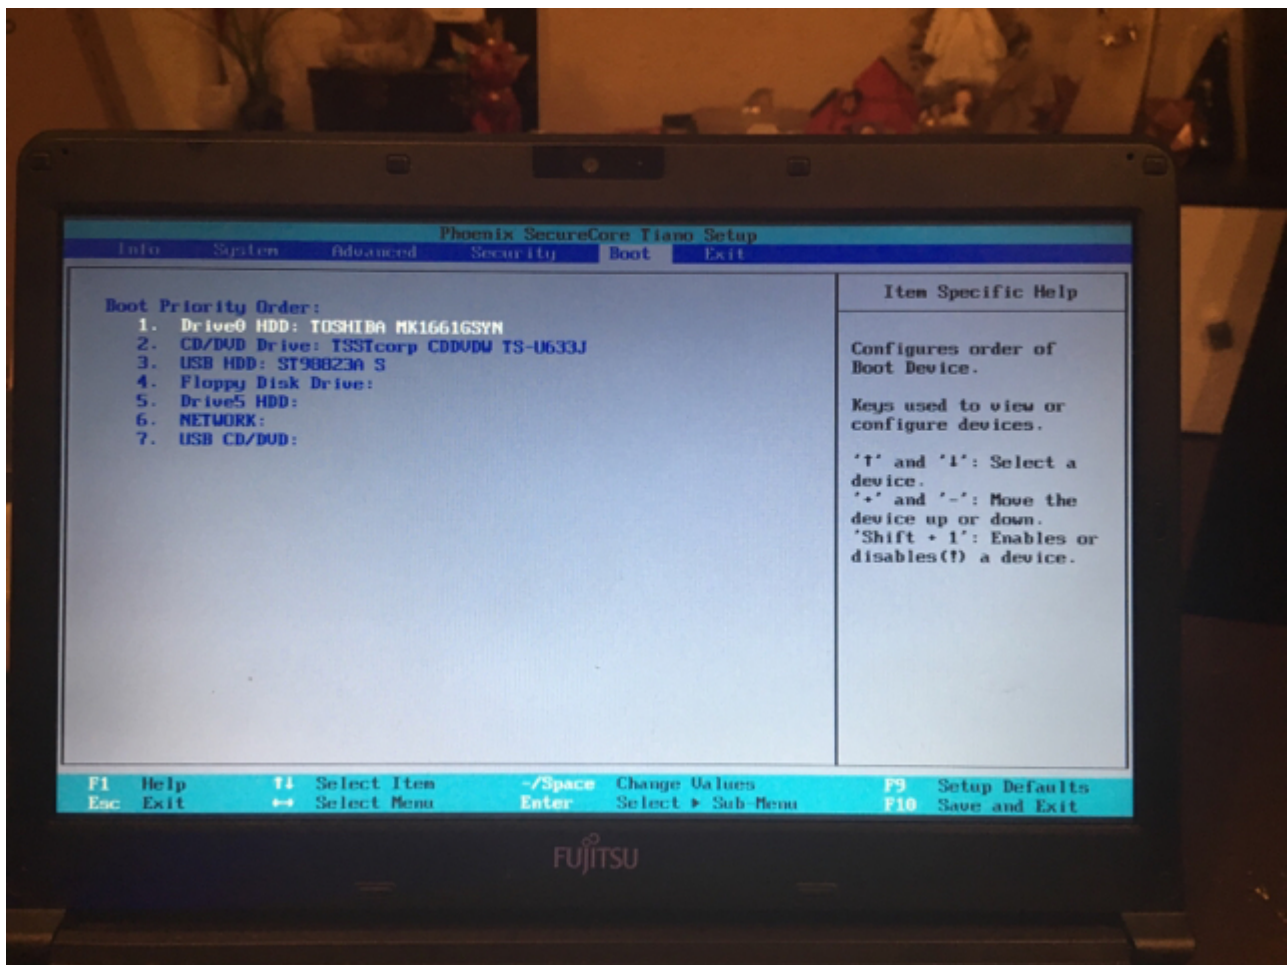 Phoenix SecureCore Tiano Setup
Info System Advanced Security Boot Exit
Boot Priority Order:
1. Drive0 HDD: TOSHIBA MK1661GSYN
2. CD/DVD Drive: TSSTcorp CDDVDW TS-U633J
3. USB HDD: ST98823A S
4. Floppy Disk Drive:
5. Drive5 HDD:
6. NETWORK:
7. USB CD/DVD:
Item Specific Help
Configures order of
Boot Device.
Keys used to view or
configure devices.
'↑' and '↓': Select a
device.
'+' and '-': Move the
device up or down.
'Shift + 1': Enables or
disables(!) a device.
F1 Help ↑↓ Select Item -/Space Change Values F9 Setup Defaults
Esc Exit ↔ Select Menu Enter Select ▶ Sub-Menu F10 Save and Exit
FUJITSU